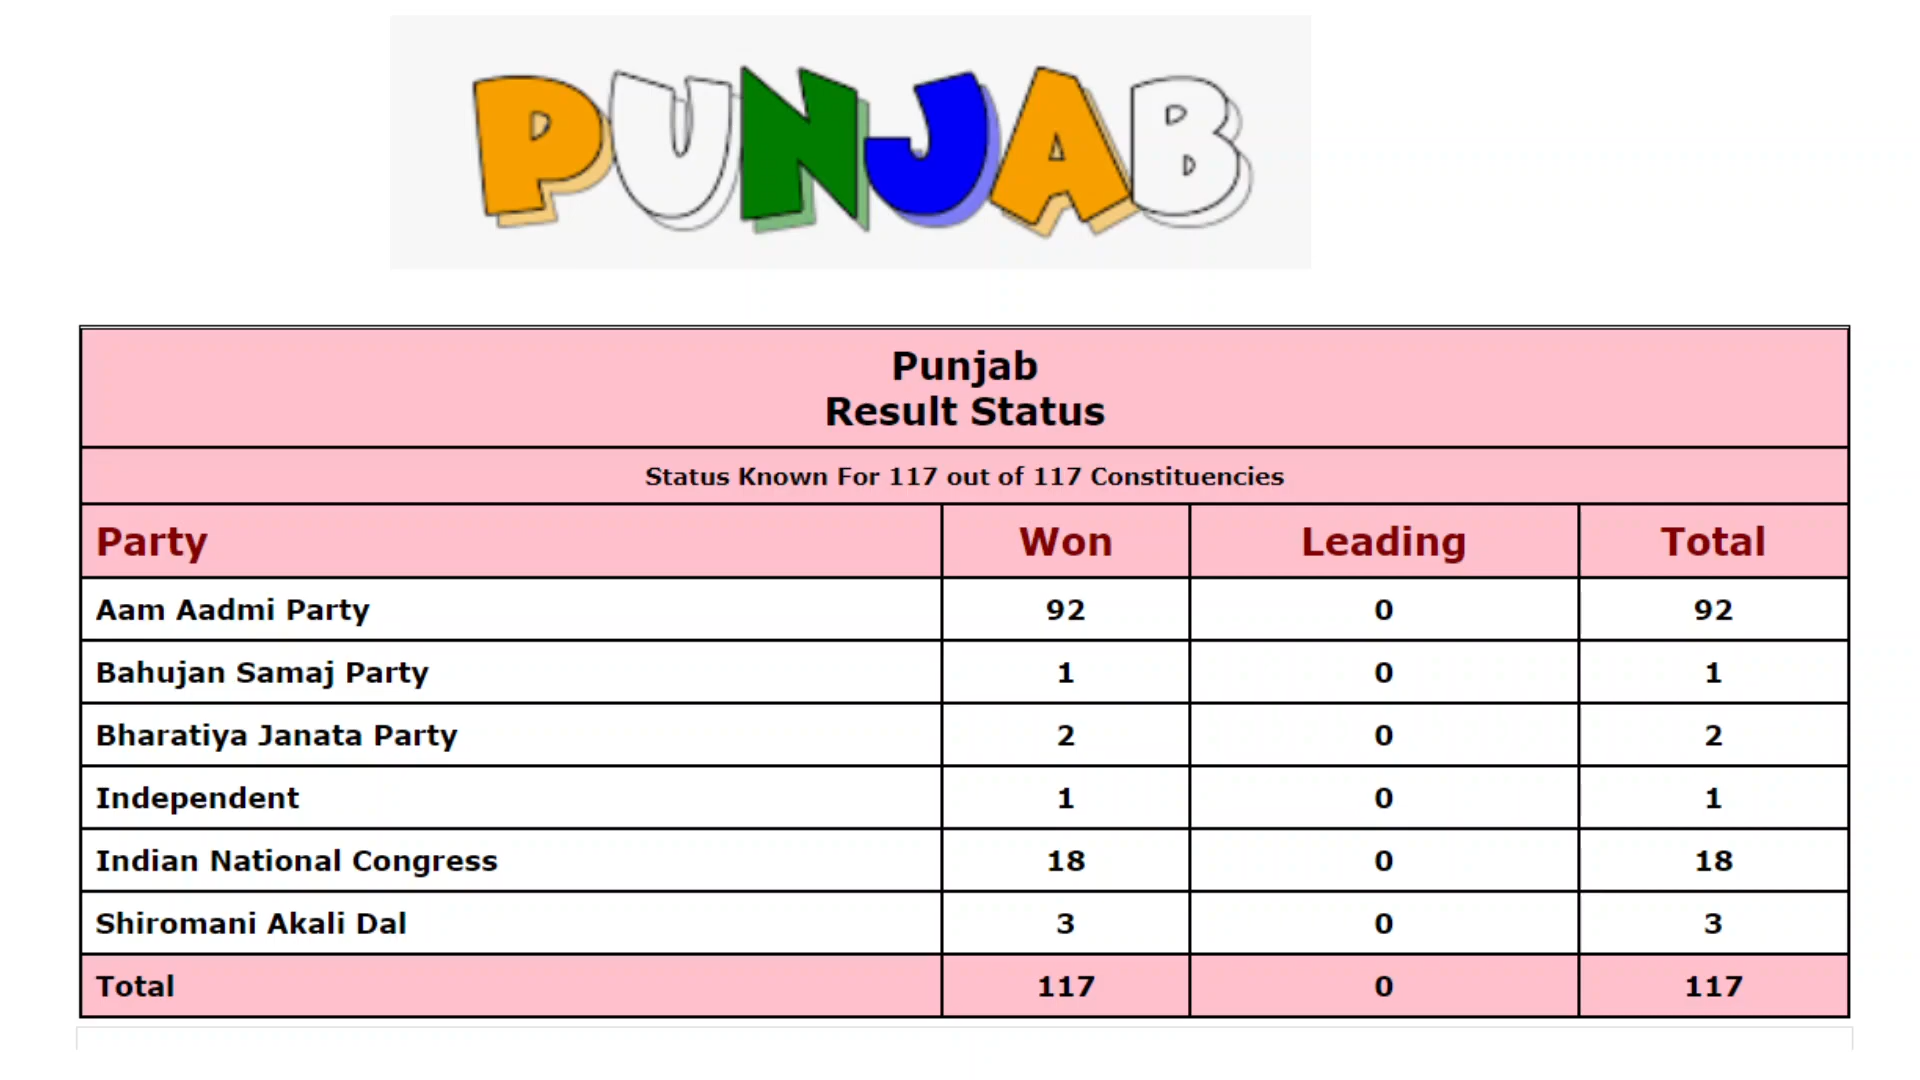 PUNJAB
Punjab
Result Status
Status Known For 117 out of 117 Constituencies
Party Won Leading Total
Aam Aadmi Party 92 0 92
Bahujan Samaj Party 1 0 1
Bharatiya Janata Party 2 0 2
Independent 1 0 1
Indian National Congress 18 0 18
Shiromani Akali Dal 3 0 3
Total 117 0 117